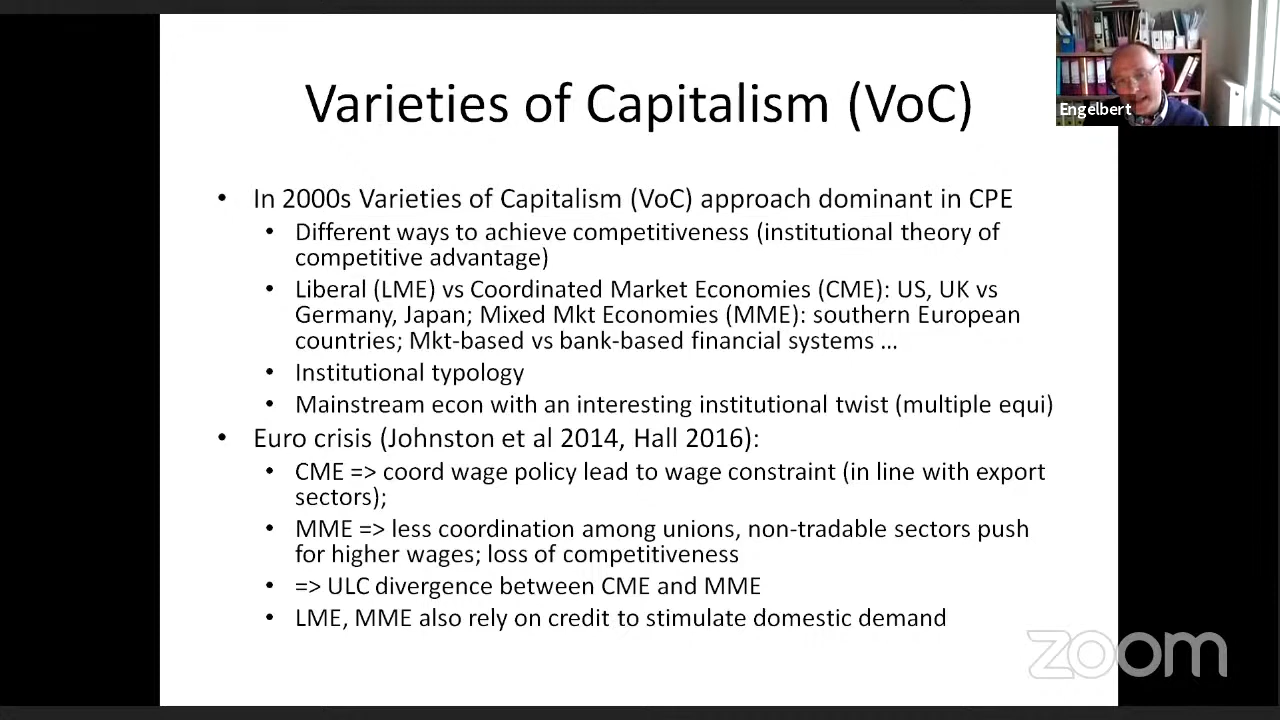 Varieties of Capitalism (VoC)
Engelbert
• In 2000s Varieties of Capitalism (VoC) approach dominant in CPE
• Different ways to achieve competitiveness (institutional theory of
competitive advantage)
• Liberal (LME) vs Coordinated Market Economies (CME): US, UK vs
Germany, Japan; Mixed Mkt Economies (MME): southern European
countries; Mkt-based vs bank-based financial systems ...
• Institutional typology
• Mainstream econ with an interesting institutional twist (multiple equi)
• Euro crisis (Johnston et al 2014, Hall 2016):
• CME => coord wage policy lead to wage constraint (in line with export
sectors);
• MME => less coordination among unions, non-tradable sectors push
for higher wages; loss of competitiveness
• => ULC divergence between CME and MME
• LME, MME also rely on credit to stimulate domestic demand
zoom